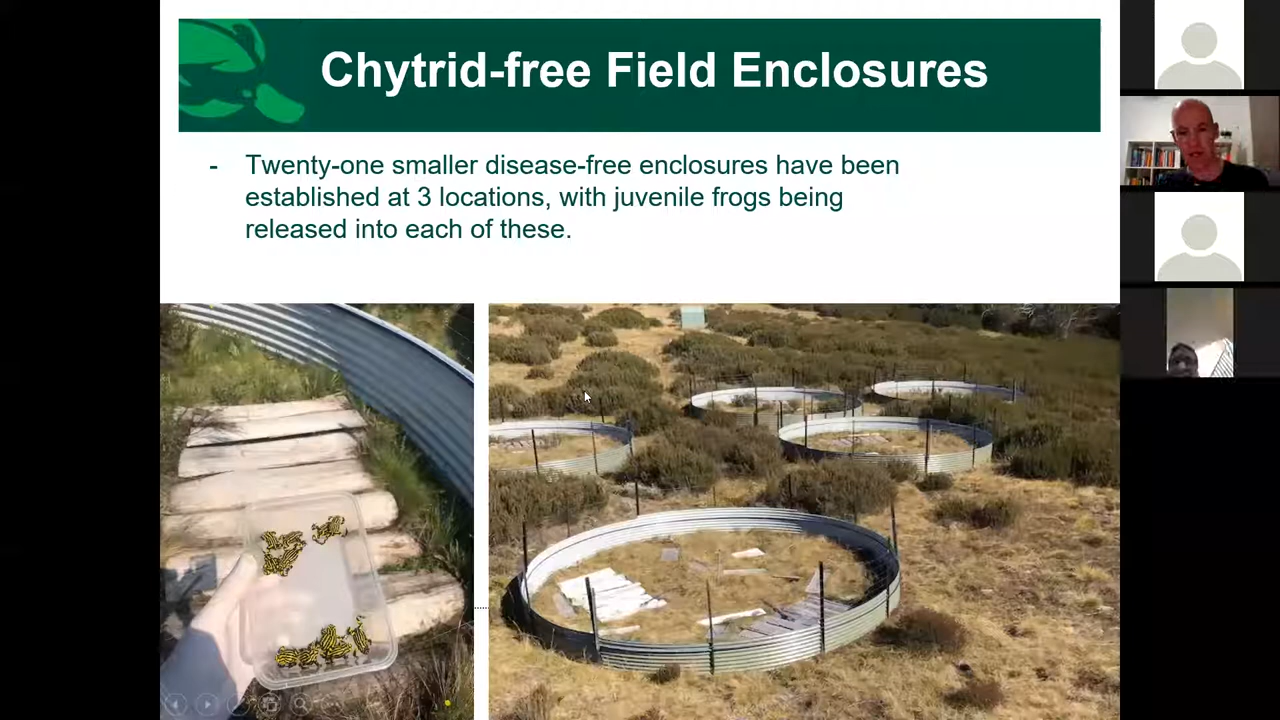 Chytrid-free Field Enclosures
- Twenty-one smaller disease-free enclosures have been
established at 3 locations, with juvenile frogs being
released into each of these.